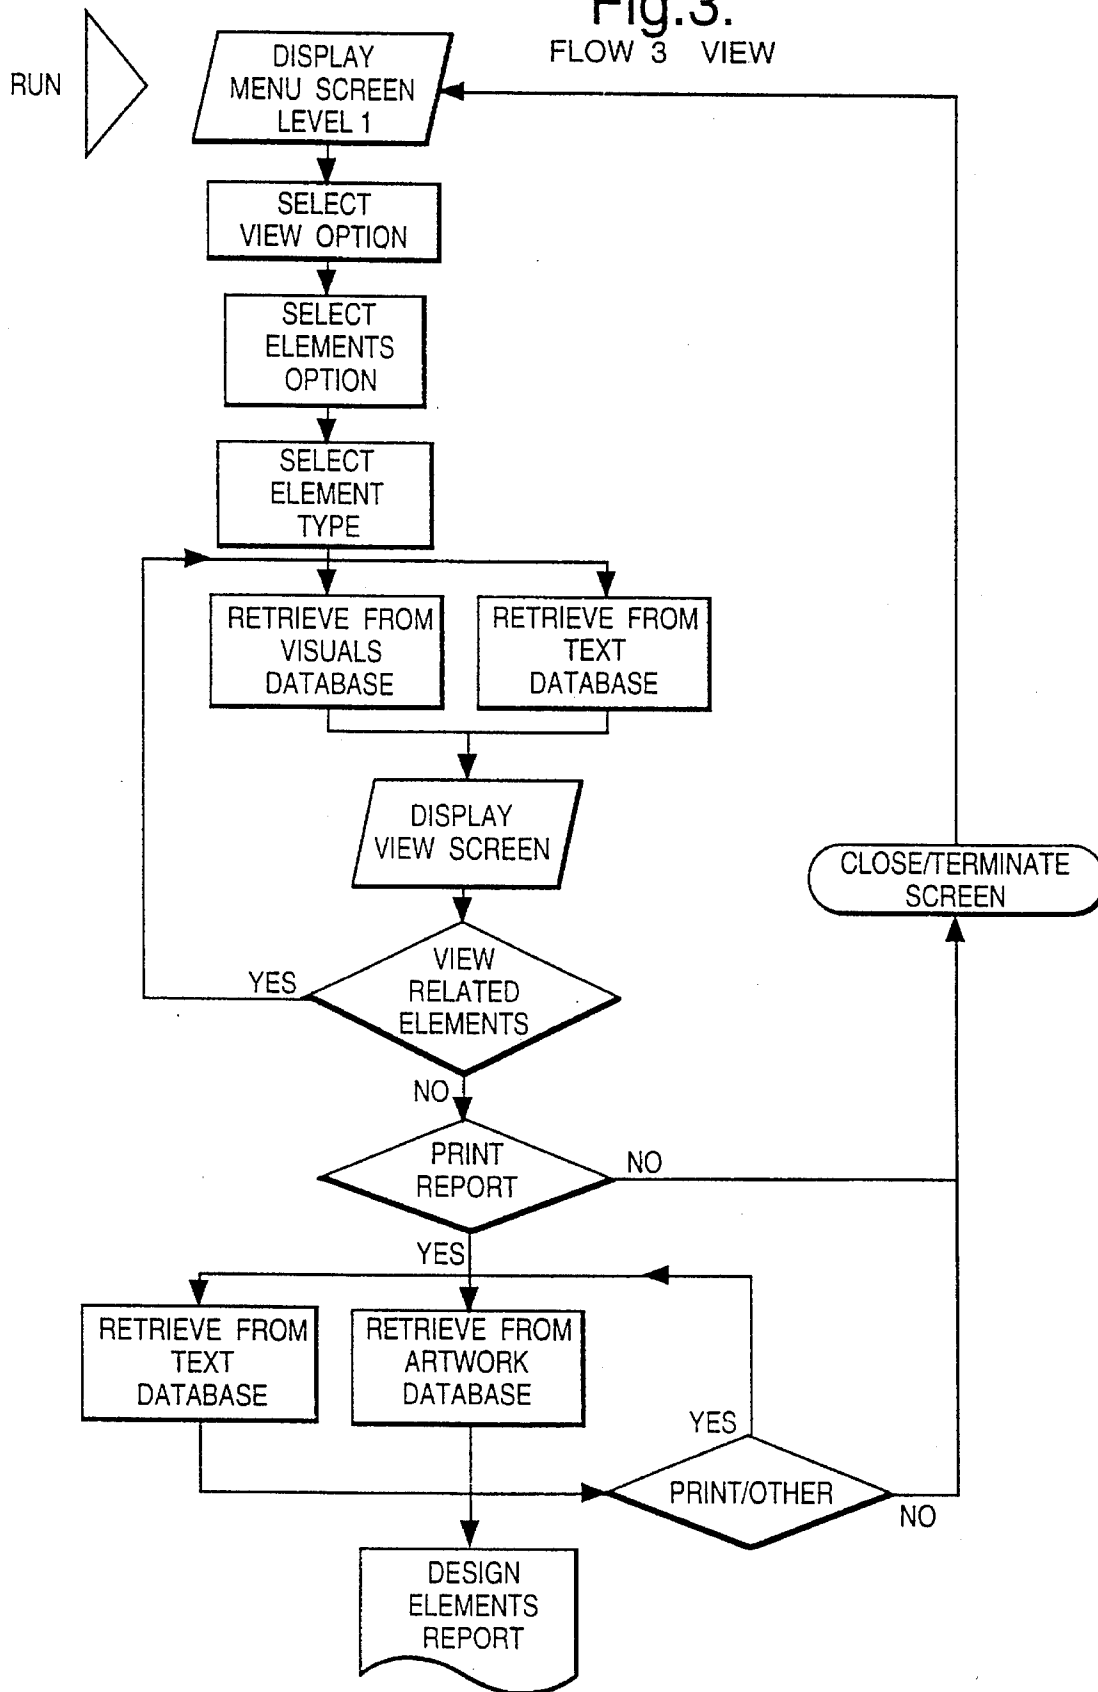 Fig.3.
FLOW 3 VIEW
RUN
DISPLAY
MENU SCREEN
LEVEL 1
SELECT
VIEW OPTION
SELECT
ELEMENTS
OPTION
SELECT
ELEMENT
TYPE
RETRIEVE FROM
VISUALS
DATABASE
RETRIEVE FROM
TEXT
DATABASE
DISPLAY
VIEW SCREEN
CLOSE/TERMINATE
SCREEN
VIEW
RELATED
ELEMENTS
YES
NO
PRINT
REPORT
NO
YES
RETRIEVE FROM
TEXT
DATABASE
RETRIEVE FROM
ARTWORK
DATABASE
YES
PRINT/OTHER
NO
DESIGN
ELEMENTS
REPORT